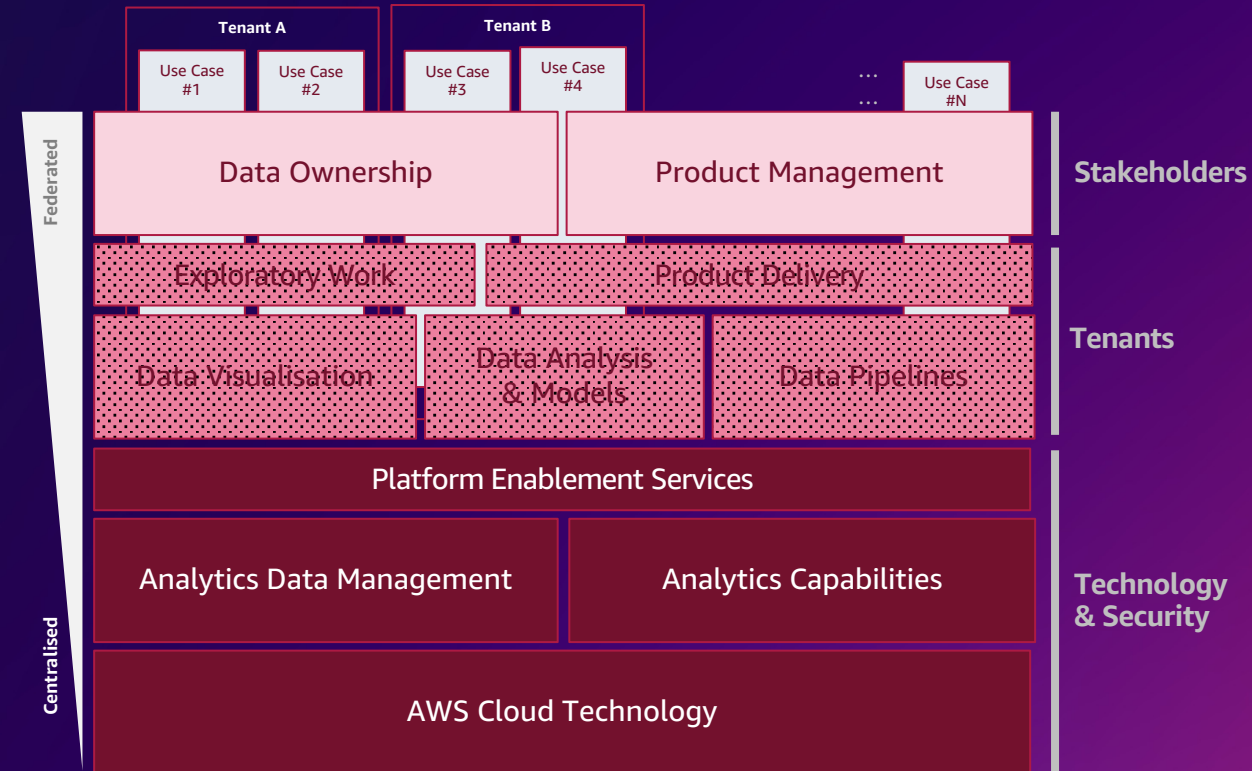 Tenant A
Tenant B
Use Case
#1
Use Case
#2
Use Case
#3
Use Case
#4
...
...
Use Case
#N
Federated
Data Ownership
Product Management
Stakeholders
Exploratory Work
Product Delivery
Tenants
Data Visualisation
Data Analysis
& Models
Data Pipelines
Platform Enablement Services
Analytics Data Management
Analytics Capabilities
Technology
& Security
Centralised
AWS Cloud Technology